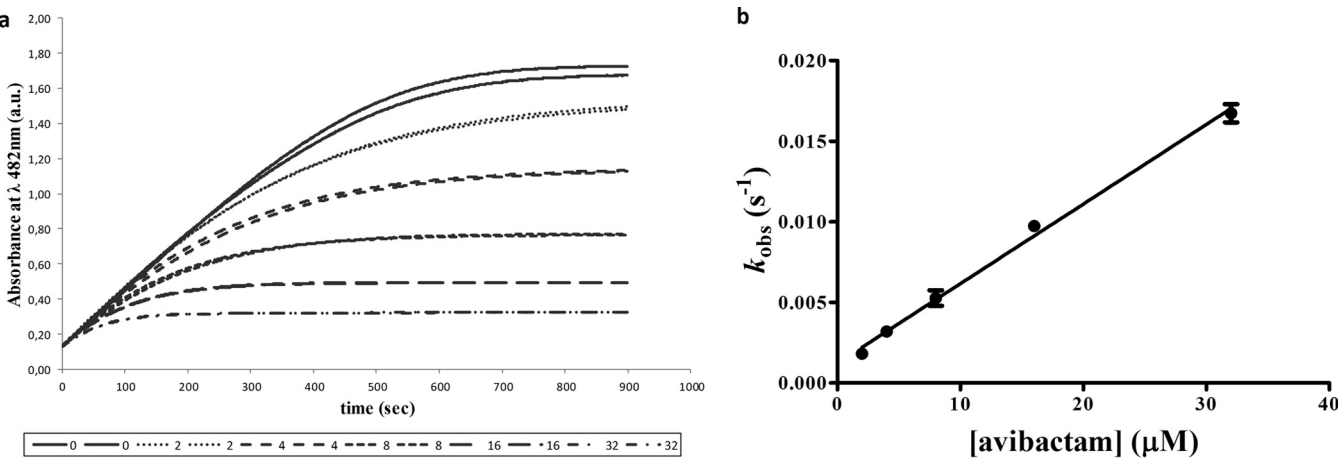 a
2,00
1,80
1,60
1,40
1,20
1,00
0,80
0,60
0,40
0,20
0,00
Absorbance at λ 482nm (a.u.)
0 100 200 300 400 500 600 700 800 900 1000
time (sec)
0 0 2 2 4 4 8 8 16 16 32 32
b
0.020
0.015
0.010
0.005
0.000
kobs (s-1)
0 10 20 30 40
[avibactam] (μM)